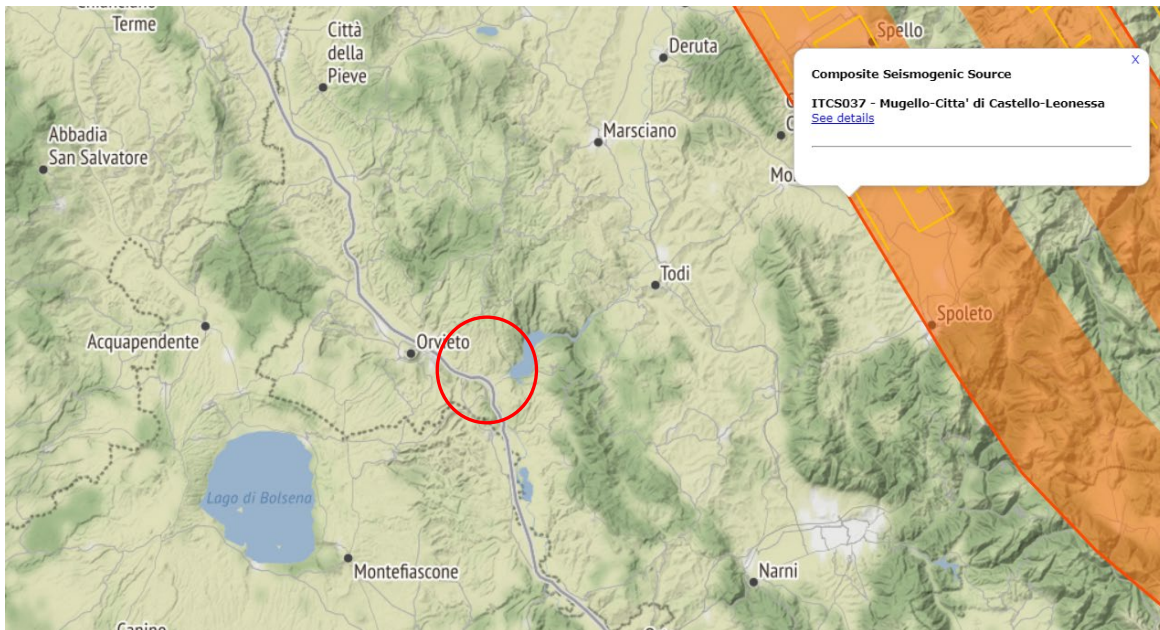 Terme
Città
della
Pieve
Deruta
Spello
X
Composite Seismogenic Source
ITCS037 - Mugello-Citta' di Castello-Leonessa
See details
Abbadia
San Salvatore
Marsciano
Todi
Spoleto
Acquapendente
Orvieto
Lago di Bolsena
Montefiascone
Narni